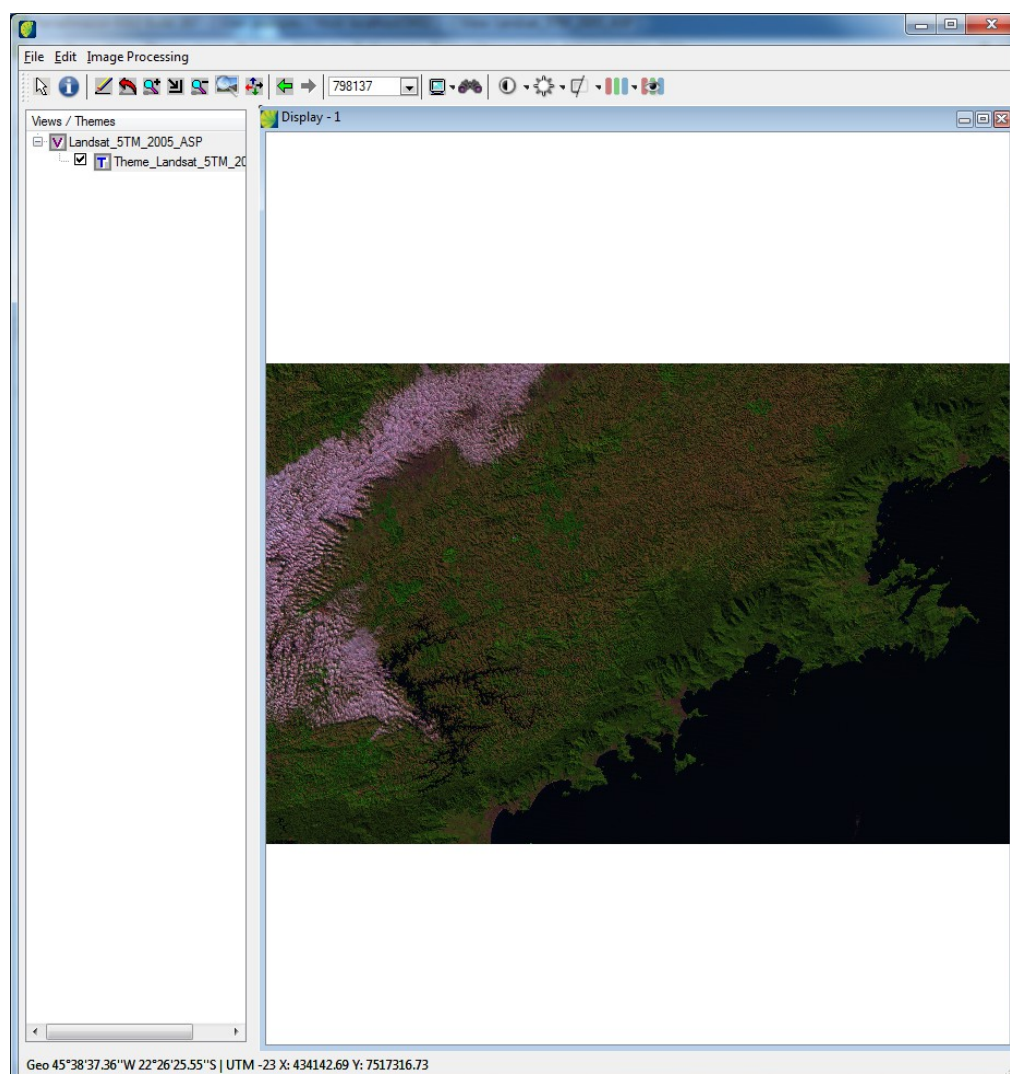 File Edit Image Processing
798137
Views / Themes
Landsat_5TM_2005_ASP
Theme_Landsat_5TM_20
Display - 1
Geo 45°38'37.36''W 22°26'25.55''S | UTM -23 X: 434142.69 Y: 7517316.73